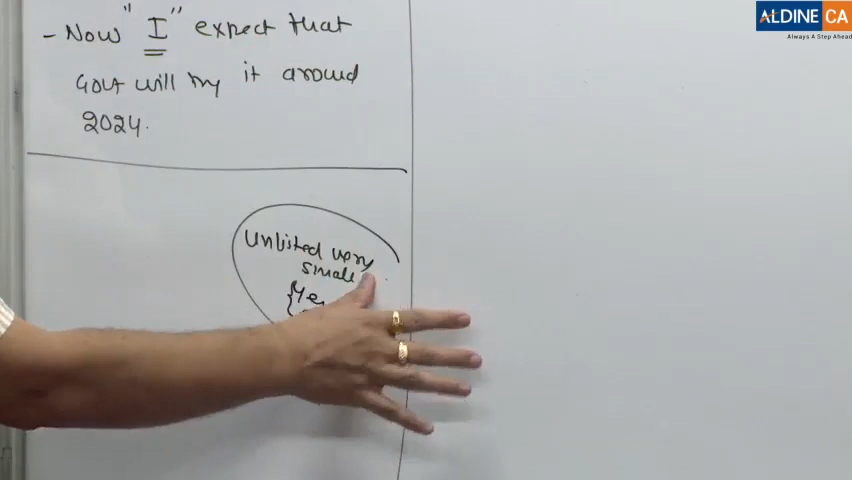 ALDINE CA
Always A Step Ahead
- Now "I" expect that
Govt will try it around
2024.
Unlisted very
small